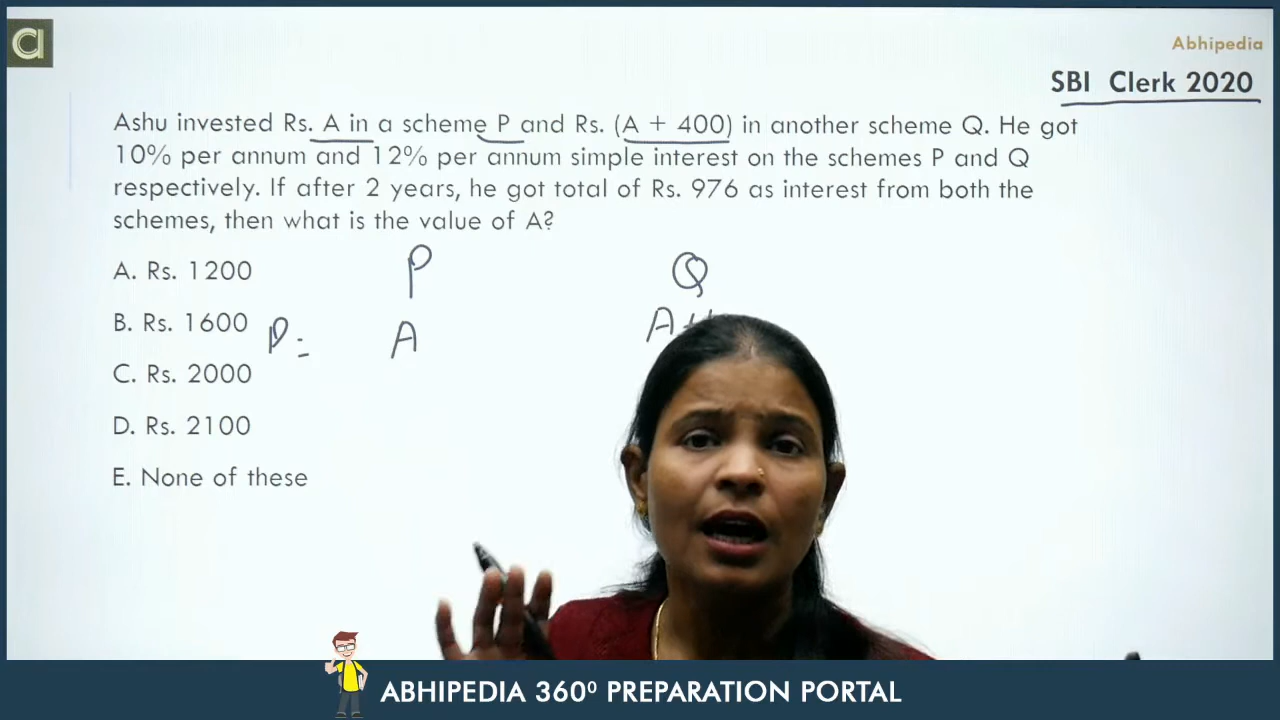 Abhipedia
SBI Clerk 2020
Ashu invested Rs. A in a scheme P and Rs. (A + 400) in another scheme Q. He got
10% per annum and 12% per annum simple interest on the schemes P and Q
respectively. If after 2 years, he got total of Rs. 976 as interest from both the
schemes, then what is the value of A?
A. Rs. 1200
P Q
B. Rs. 1600
P = A A+
C. Rs. 2000
D. Rs. 2100
E. None of these
ABHIPEDIA 360⁰ PREPARATION PORTAL